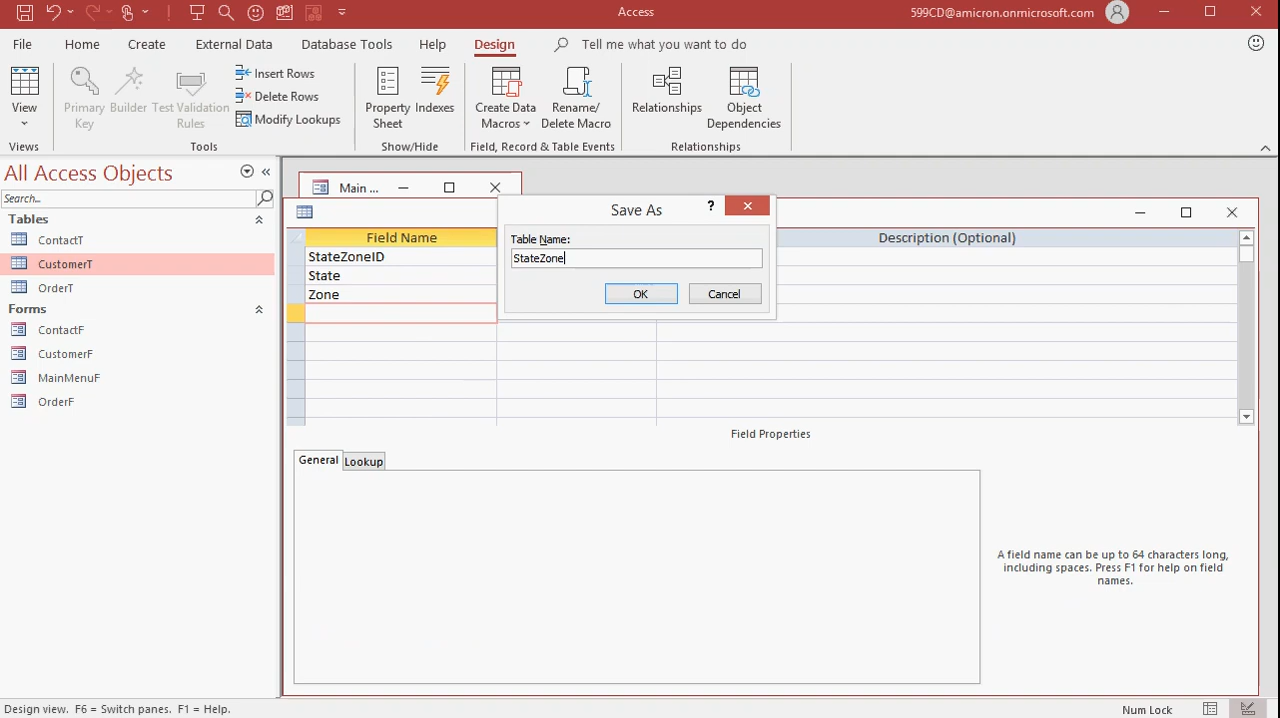 Access
599CD@amicron.onmicrosoft.com
File Home Create External Data Database Tools Help Design Tell me what you want to do
View
Primary Key
Builder
Test Validation Rules
Insert Rows
Delete Rows
Modify Lookups
Property Sheet
Indexes
Create Data Macros
Rename/ Delete Macro
Relationships
Object Dependencies
Views
Tools
Show/Hide
Field, Record & Table Events
Relationships
All Access Objects
Search...
Tables
ContactT
CustomerT
OrderT
Forms
ContactF
CustomerF
MainMenuF
OrderF
Main ...
Field Name
Description (Optional)
StateZoneID
State
Zone
Save As
?
Table Name:
StateZone
OK
Cancel
Field Properties
General
Lookup
A field name can be up to 64 characters long,
including spaces. Press F1 for help on field
names.
Design view. F6 = Switch panes. F1 = Help.
Num Lock